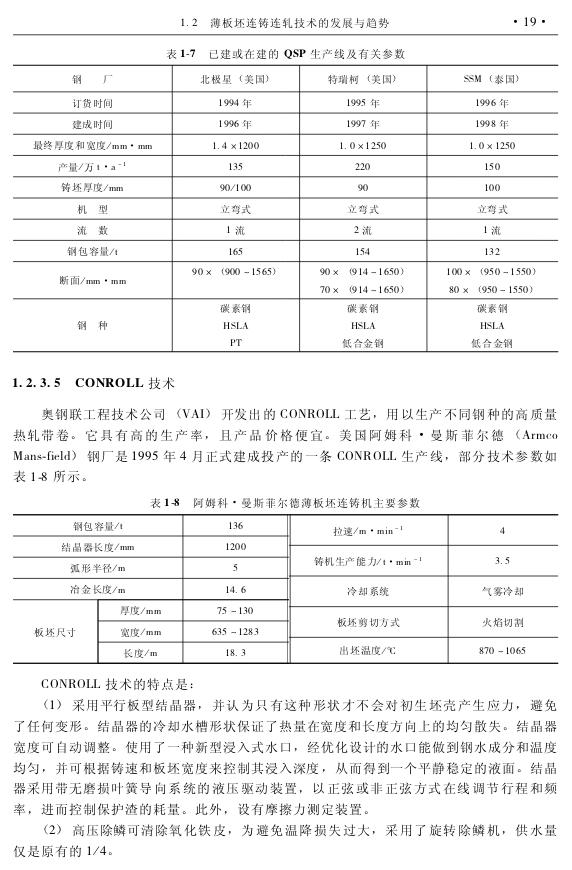 1.2 薄板坯连铸连轧技术的发展与趋势 ·19·
表 1-7 已建或在建的 QSP 生产线及有关参数
钢 厂 北极星(美国) 特瑞柯(美国) SSM(泰国)
订货时间 1994 年 1995 年 1996 年
建成时间 1996 年 1997 年 1998 年
最终厚度和宽度/mm·mm 1.4×1200 1.0×1250 1.0×1250
产量/万 t·a⁻¹ 135 220 150
铸坯厚度/mm 90/100 90 100
机 型 立弯式 立弯式 立弯式
流 数 1 流 2 流 1 流
钢包容量/t 165 154 132
断面/mm·mm 90×(900~1565) 90×(914~1650) 100×(950~1550)
70×(914~1650) 80×(950~1550)
钢 种 碳素钢 碳素钢 碳素钢
HSLA HSLA HSLA
PT 低合金钢 低合金钢
1.2.3.5 CONROLL 技术
奥钢联工程技术公司(VAI)开发出的 CONROLL 工艺,用以生产不同钢种的高质量
热轧带卷。它具有高的生产率,且产品价格便宜。美国阿姆科·曼斯菲尔德(Armco
Mans-field)钢厂是 1995 年 4 月正式建成投产的一条 CONROLL 生产线,部分技术参数如
表 1-8 所示。
表 1-8 阿姆科·曼斯菲尔德薄板坯连铸机主要参数
钢包容量/t 136 拉速/m·min⁻¹ 4
结晶器长度/mm 1200
弧形半径/m 5 铸机生产能力/t·min⁻¹ 3.5
冶金长度/m 14.6 冷却系统 气雾冷却
板坯尺寸 厚度/mm 75~130
宽度/mm 635~1283 板坯剪切方式 火焰切割
长度/m 18.3 出坯温度/℃ 870~1065
CONROLL 技术的特点是:
(1) 采用平行板型结晶器,并认为只有这种形状才不会对初生坯壳产生应力,避免
了任何变形。结晶器的冷却水槽形状保证了热量在宽度和长度方向上的均匀散失。结晶器
宽度可自动调整。使用了一种新型浸入式水口,经优化设计的水口能做到钢水成分和温度
均匀,并可根据铸速和板坯宽度来控制其浸入深度,从而得到一个平静稳定的液面。结晶
器采用带无磨损叶簧导向系统的液压驱动装置,以正弦或非正弦方式在线调节行程和频
率,进而控制保护渣的耗量。此外,设有摩擦力测定装置。
(2) 高压除鳞可清除氧化铁皮,为避免温降损失过大,采用了旋转除鳞机,供水量
仅是原有的 1/4。